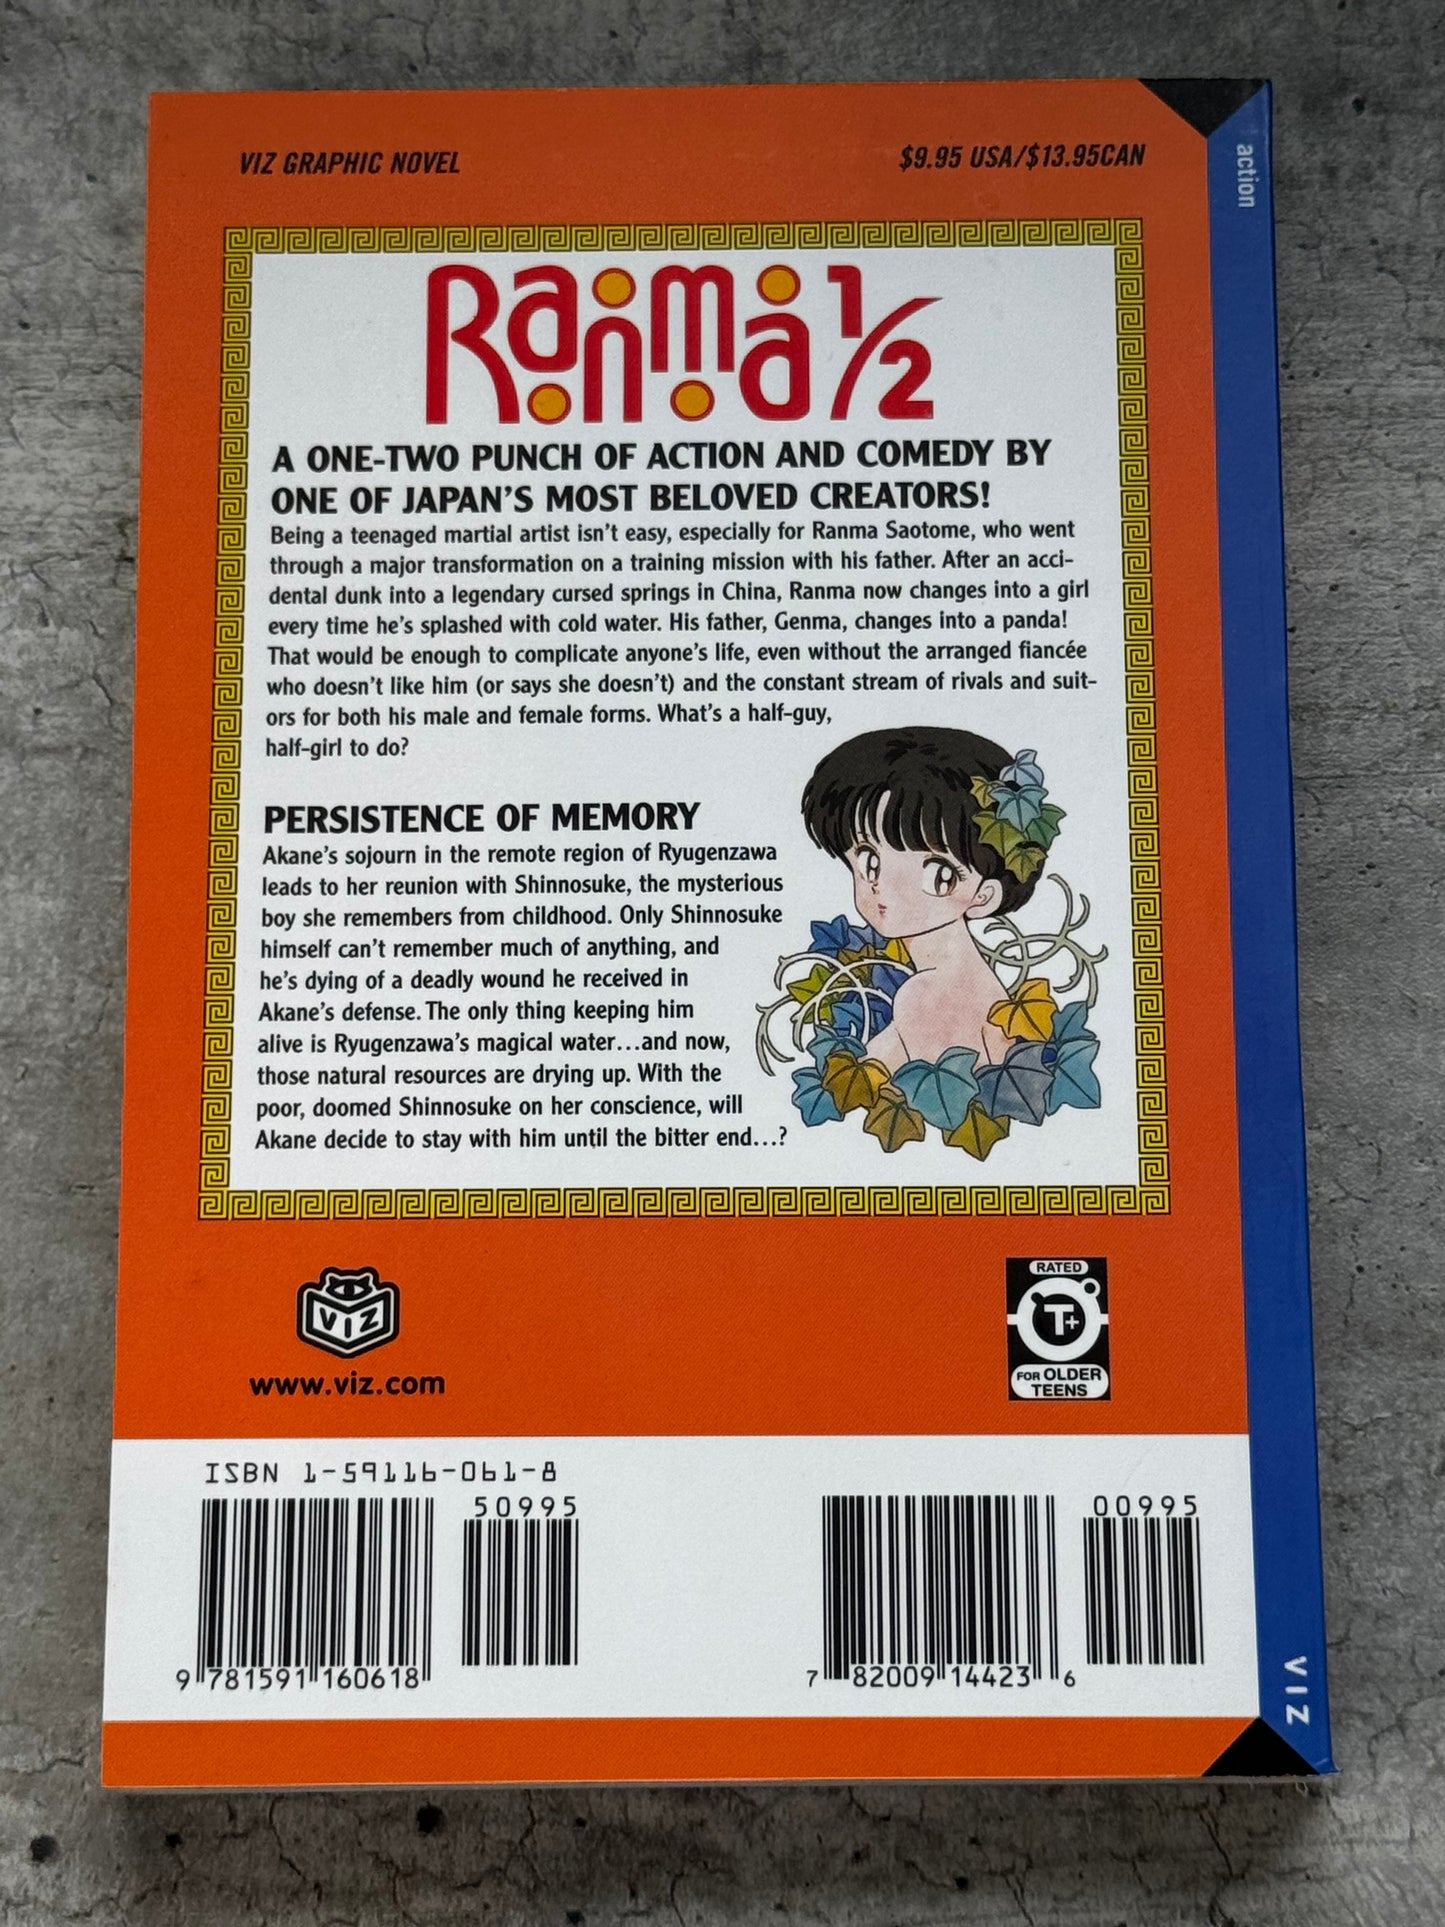 VIZ GRAPHIC NOVEL
$9.95 USA/$13.95CAN
action
Ranma 1/2
A ONE-TWO PUNCH OF ACTION AND COMEDY BY
ONE OF JAPAN'S MOST BELOVED CREATORS!
Being a teenaged martial artist isn't easy, especially for Ranma Saotome, who went
through a major transformation on a training mission with his father. After an acci-
dental dunk into a legendary cursed springs in China, Ranma now changes into a girl
every time he's splashed with cold water. His father, Genma, changes into a panda!
That would be enough to complicate anyone's life, even without the arranged fiancée
who doesn't like him (or says she doesn't) and the constant stream of rivals and suit-
ors for both his male and female forms. What's a half-guy,
half-girl to do?
PERSISTENCE OF MEMORY
Akane's sojourn in the remote region of Ryugenzawa
leads to her reunion with Shinnosuke, the mysterious
boy she remembers from childhood. Only Shinnosuke
himself can't remember much of anything, and
he's dying of a deadly wound he received in
Akane's defense. The only thing keeping him
alive is Ryugenzawa's magical water...and now,
those natural resources are drying up. With the
poor, doomed Shinnosuke on her conscience, will
Akane decide to stay with him until the bitter end...?
VIZ
www.viz.com
RATED
T+
FOR OLDER
TEENS
ISBN 1-59116-061-8
50995
9 781591 160618
00995
7 82009 14423 6
VIZ